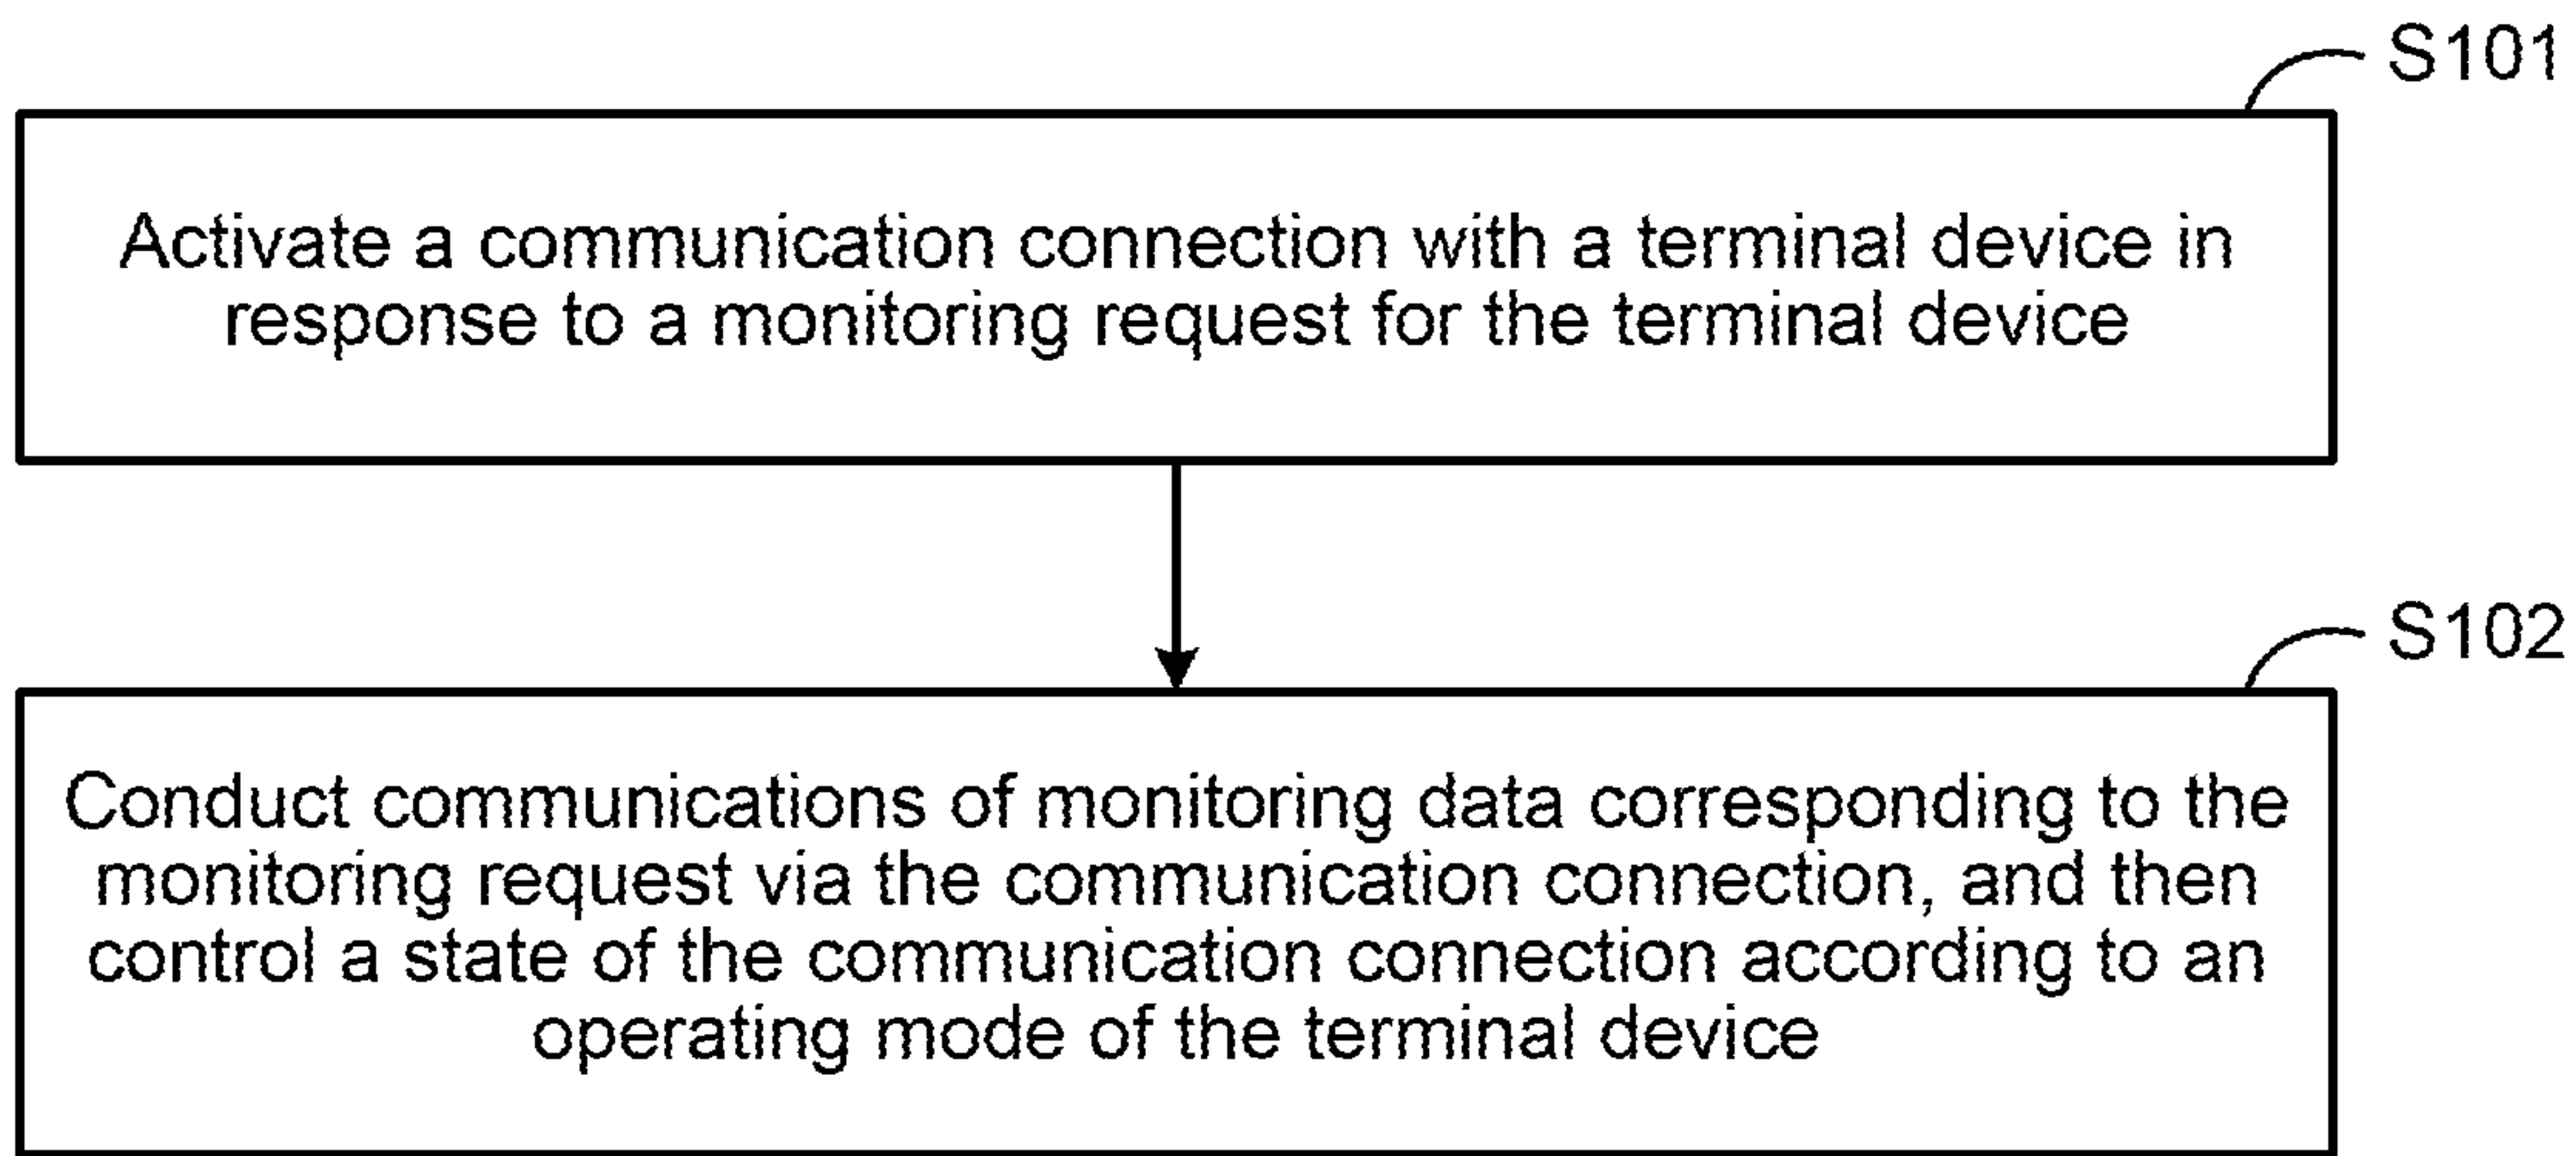 S101
Activate a communication connection with a terminal device in
response to a monitoring request for the terminal device
S102
Conduct communications of monitoring data corresponding to the
monitoring request via the communication connection, and then
control a state of the communication connection according to an
operating mode of the terminal device